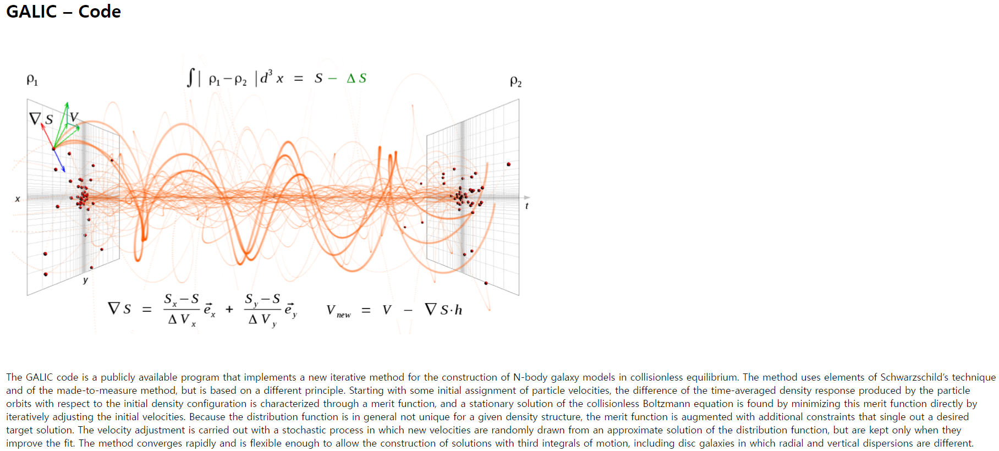 GALIC – Code
ρ₁
∫| ρ₁−ρ₂ |d³ x = S − Δ S
ρ₂
∇ S
V
x
t
y
∇ S = (Sₓ−S)/(Δ Vₓ) e⃗ₓ + (S_y−S)/(Δ V_y) e⃗_y
V_new = V − ∇ S·h
The GALIC code is a publicly available program that implements a new iterative method for the construction of N-body galaxy models in collisionless equilibrium. The method uses elements of Schwarzschild’s technique
and of the made-to-measure method, but is based on a different principle. Starting with some initial assignment of particle velocities, the difference of the time-averaged density response produced by the particle
orbits with respect to the initial density configuration is characterized through a merit function, and a stationary solution of the collisionless Boltzmann equation is found by minimizing this merit function directly by
iteratively adjusting the initial velocities. Because the distribution function is in general not unique for a given density structure, the merit function is augmented with additional constraints that single out a desired
target solution. The velocity adjustment is carried out with a stochastic process in which new velocities are randomly drawn from an approximate solution of the distribution function, but are kept only when they
improve the fit. The method converges rapidly and is flexible enough to allow the construction of solutions with third integrals of motion, including disc galaxies in which radial and vertical dispersions are different.